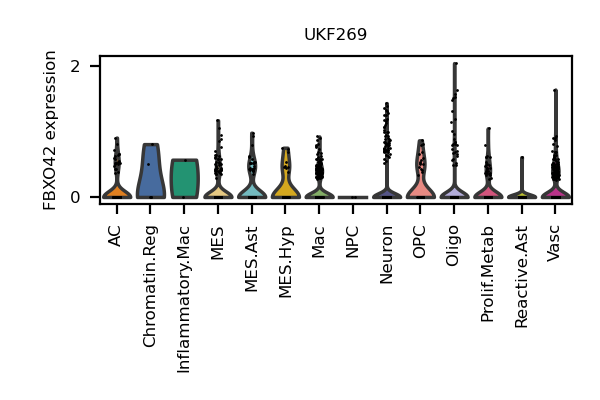 UKF269
FBXO42 expression
2
0
AC
Chromatin.Reg
Inflammatory.Mac
MES
MES.Ast
MES.Hyp
Mac
NPC
Neuron
OPC
Oligo
Prolif.Metab
Reactive.Ast
Vasc